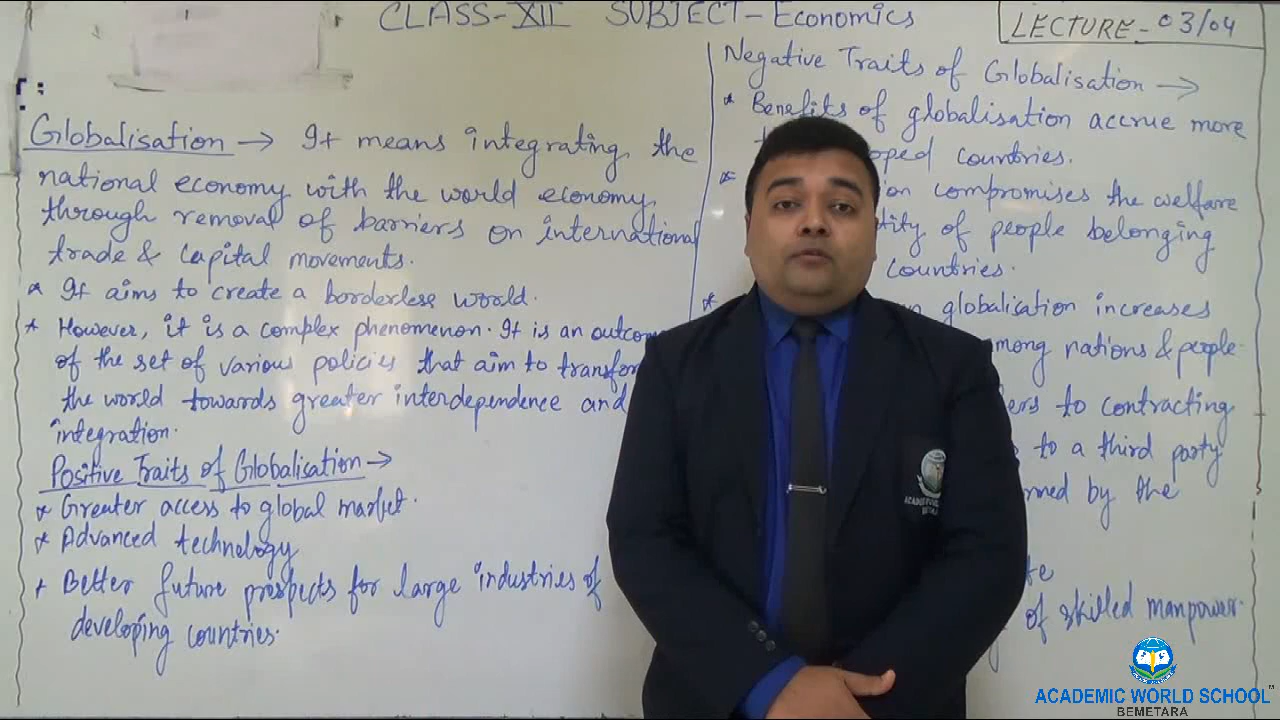 CLASS-XII SUBJECT-Economics
LECTURE-03/04
Globalisation → It means integrating the
national economy with the world economy
through removal of barriers on international
trade & capital movements.
* It aims to create a borderless world.
* However, it is a complex phenomenon. It is an
of the set of various policies that aim to
the world towards greater interdependence and
integration.
Positive Traits of Globalisation →
* Greater access to global market.
* Advanced technology
* Better future prospects for large industries of
developing countries.
Negative Traits of Globalisation →
* Benefits of globalisation accrue more
countries.
* compromises the welfare
of people belonging
countries.
* globalisation increases
nations & people.
to contracting
to a third party
by the
of skilled manpower.
ACADEMIC WORLD SCHOOL
BEMETARA